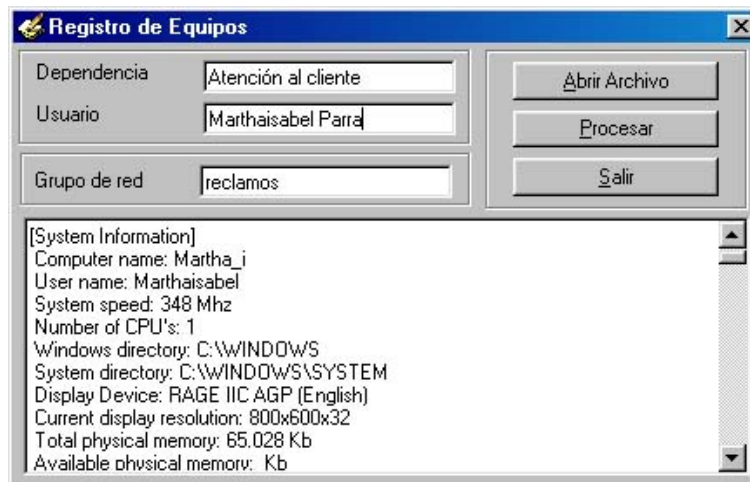 Registro de Equipos
Dependencia
Atención al cliente
Usuario
Marthaisabel Parra
Grupo de red
reclamos
Abrir Archivo
Procesar
Salir
[System Information]
Computer name: Martha_i
User name: Marthaisabel
System speed: 348 Mhz
Number of CPU's: 1
Windows directory: C:\WINDOWS
System directory: C:\WINDOWS\SYSTEM
Display Device: RAGE IIC AGP (English)
Current display resolution: 800x600x32
Total physical memory: 65.028 Kb
Available physical memory: Kb